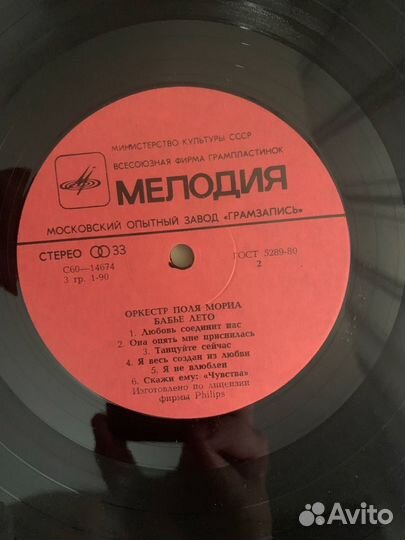 МИНИСТЕРСТВО КУЛЬТУРЫ СССР
ВСЕСОЮЗНАЯ ФИРМА ГРАМПЛАСТИНОК
МЕЛОДИЯ
МОСКОВСКИЙ ОПЫТНЫЙ ЗАВОД «ГРАМЗАПИСЬ»
СТЕРЕО 33
ГОСТ 5289-80
С60—14674
2
3 гр. 1-90
ОРКЕСТР ПОЛЯ МОРИА
БАБЬЕ ЛЕТО
1. Любовь соединит нас
2. Она опять мне приснилась
3. Танцуйте сейчас
4. Я весь создан из любви
5. Я не влюблен
6. Скажи ему: «Чувства»
Изготовлено по лицензии
фирмы Philips
Avito